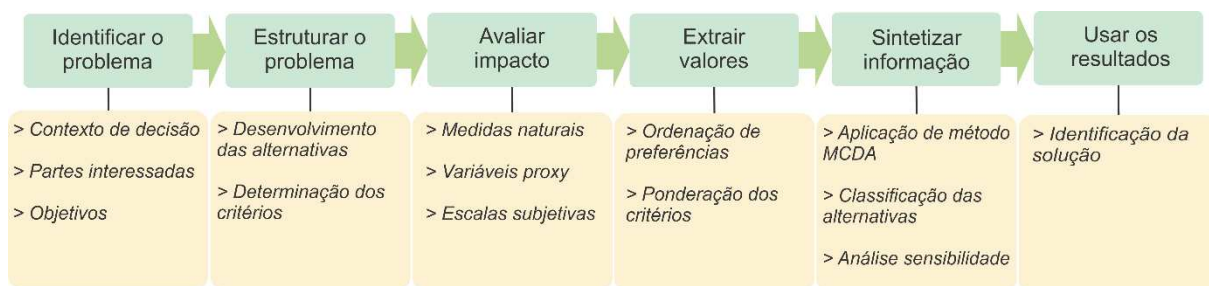 Identificar o
problema
Estruturar o
problema
Avaliar
impacto
Extrair
valores
Sintetizar
informação
Usar os
resultados
> Contexto de decisão
> Partes interessadas
> Objetivos
> Desenvolvimento
das alternativas
> Determinação dos
critérios
> Medidas naturais
> Variáveis proxy
> Escalas subjetivas
> Ordenação de
preferências
> Ponderação dos
critérios
> Aplicação de método
MCDA
> Classificação das
alternativas
> Análise sensibilidade
> Identificação da
solução